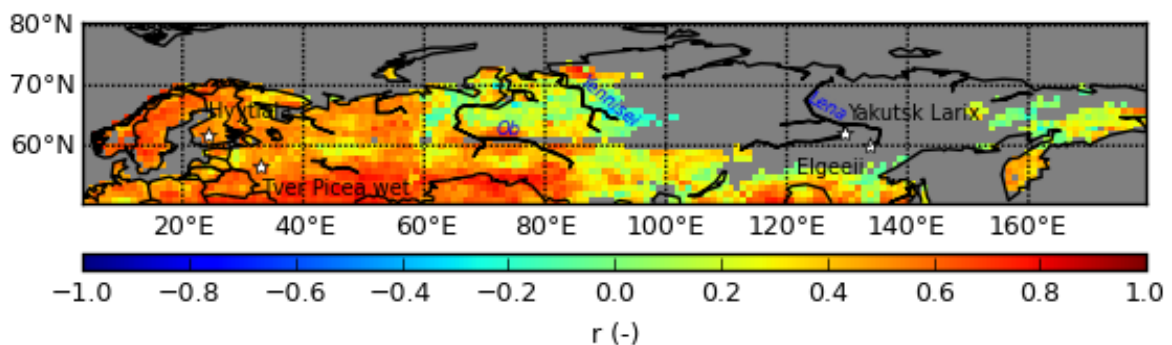 80°N
70°N
60°N
Hyytiala
Jennisei
Lena
Yakutsk Larix
Ob
Elgeeii
Tver Picea wet
20°E 40°E 60°E 80°E 100°E 120°E 140°E 160°E
−1.0 −0.8 −0.6 −0.4 −0.2 0.0 0.2 0.4 0.6 0.8 1.0
r (-)